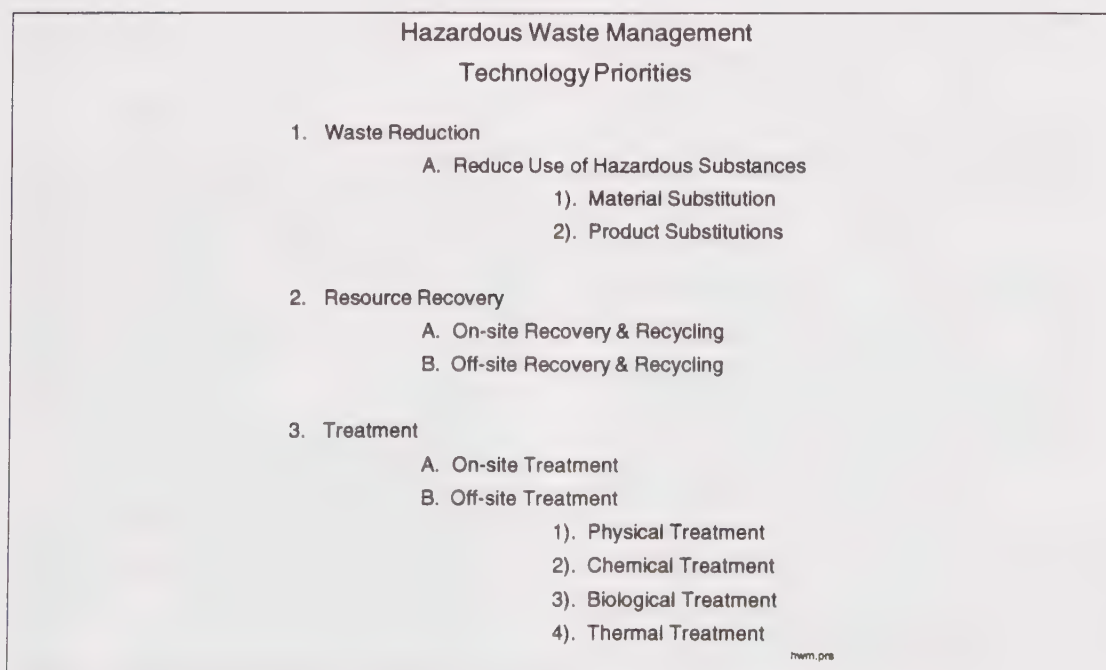 Hazardous Waste Management
Technology Priorities
1. Waste Reduction
A. Reduce Use of Hazardous Substances
1). Material Substitution
2). Product Substitutions
2. Resource Recovery
A. On-site Recovery & Recycling
B. Off-site Recovery & Recycling
3. Treatment
A. On-site Treatment
B. Off-site Treatment
1). Physical Treatment
2). Chemical Treatment
3). Biological Treatment
4). Thermal Treatment
hwm.prs